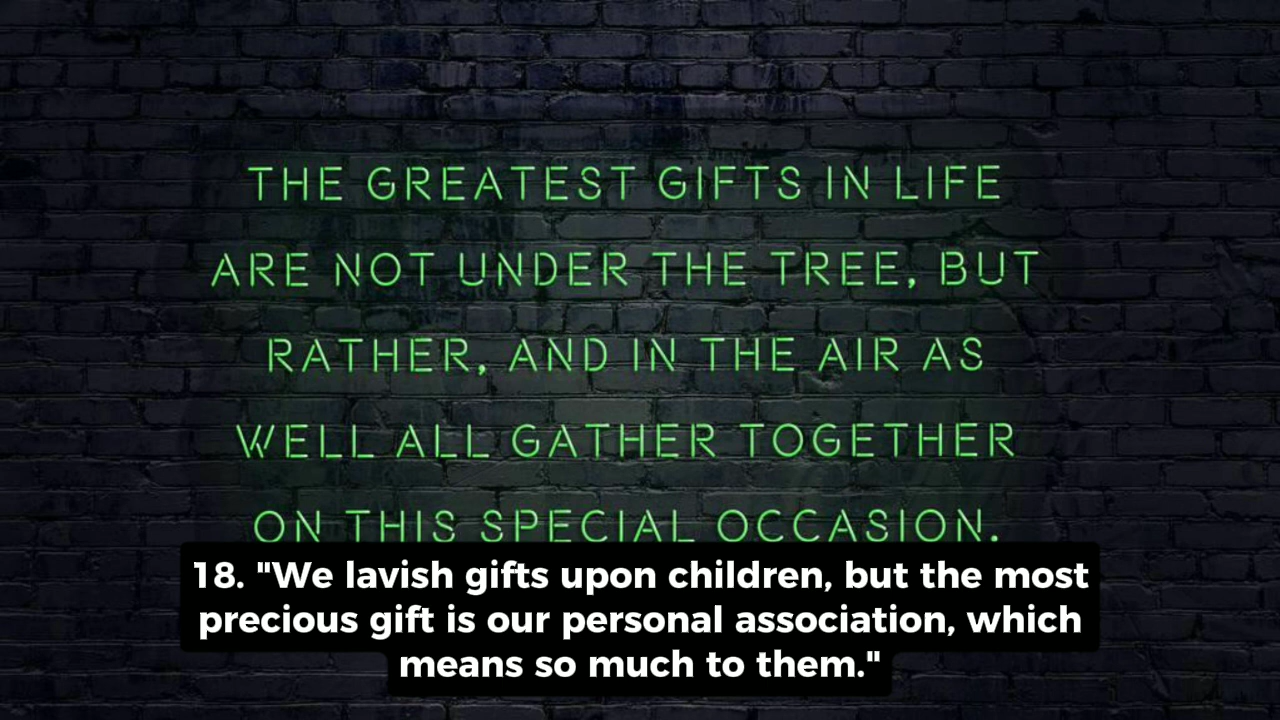 THE GREATEST GIFTS IN LIFE
ARE NOT UNDER THE TREE, BUT
RATHER, AND IN THE AIR AS
WELL ALL GATHER TOGETHER
ON THIS SPECIAL OCCASION.
18. "We lavish gifts upon children, but the most
precious gift is our personal association, which
means so much to them."